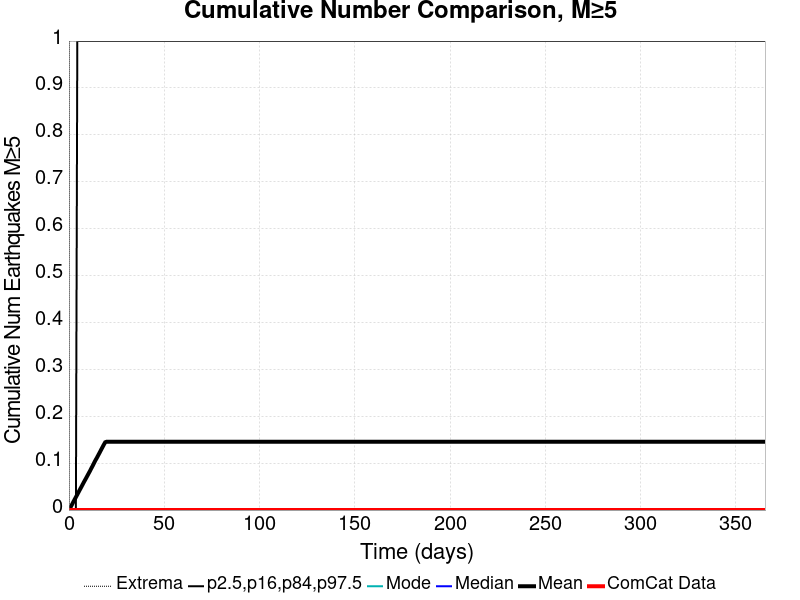 Cumulative Number Comparison, M≥5
Cumulative Num Earthquakes M≥5
1
0.9
0.8
0.7
0.6
0.5
0.4
0.3
0.2
0.1
0
0 50 100 150 200 250 300 350
Time (days)
Extrema p2.5,p16,p84,p97.5 Mode Median Mean ComCat Data